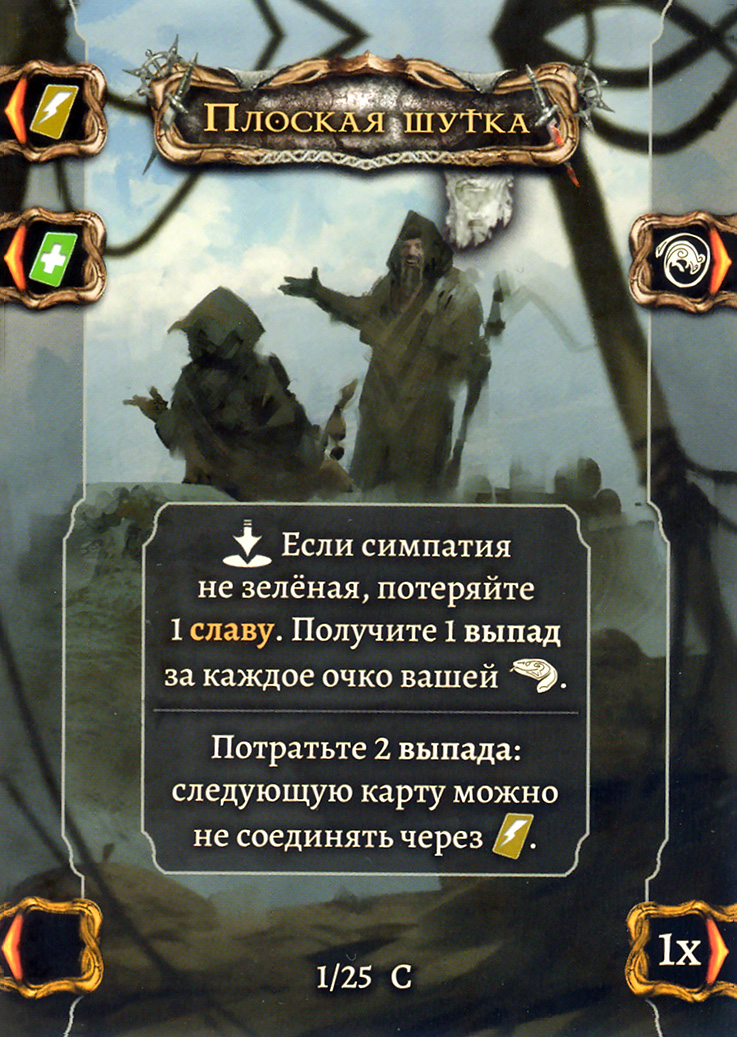 Плоская шутка
Если симпатия
не зелёная, потеряйте
1 славу. Получите 1 выпад
за каждое очко вашей .
Потратьте 2 выпада:
следующую карту можно
не соединять через .
1x
1/25 C